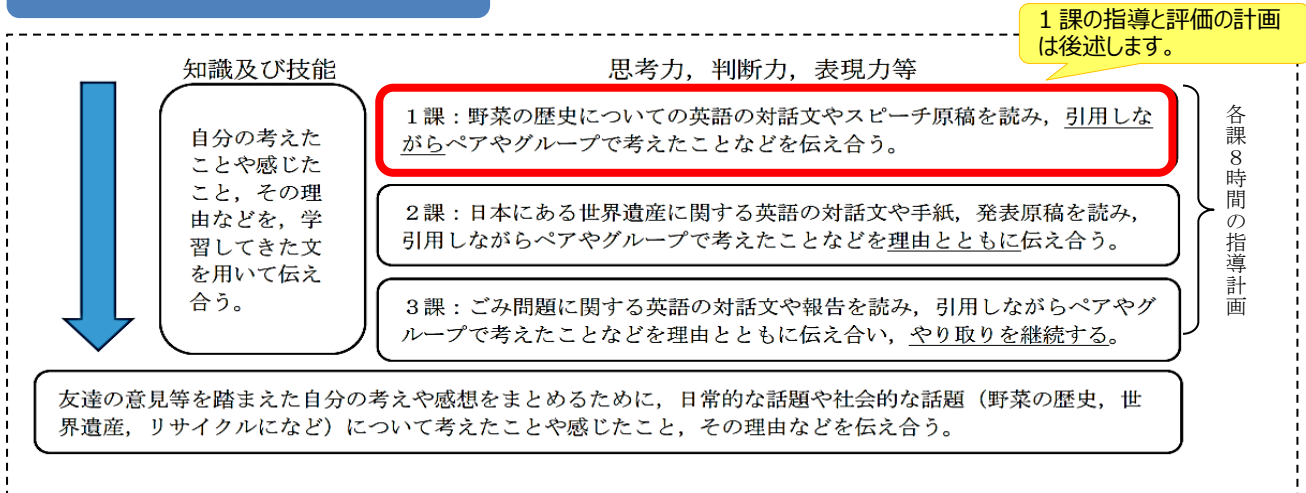 １課の指導と評価の計画
は後述します。
知識及び技能
思考力，判断力，表現力等
自分の考えた
ことや感じた
こと，その理
由などを，学
習してきた文
を用いて伝え
合う。
１課：野菜の歴史についての英語の対話文やスピーチ原稿を読み，引用しな
がらペアやグループで考えたことなどを伝え合う。
２課：日本にある世界遺産に関する英語の対話文や手紙，発表原稿を読み，
引用しながらペアやグループで考えたことなどを理由とともに伝え合う。
３課：ごみ問題に関する英語の対話文や報告を読み，引用しながらペアやグ
ループで考えたことなどを理由とともに伝え合い，やり取りを継続する。
各課８時間の指導計画
友達の意見等を踏まえた自分の考えや感想をまとめるために，日常的な話題や社会的な話題（野菜の歴史，世
界遺産，リサイクルになど）について考えたことや感じたこと，その理由などを伝え合う。